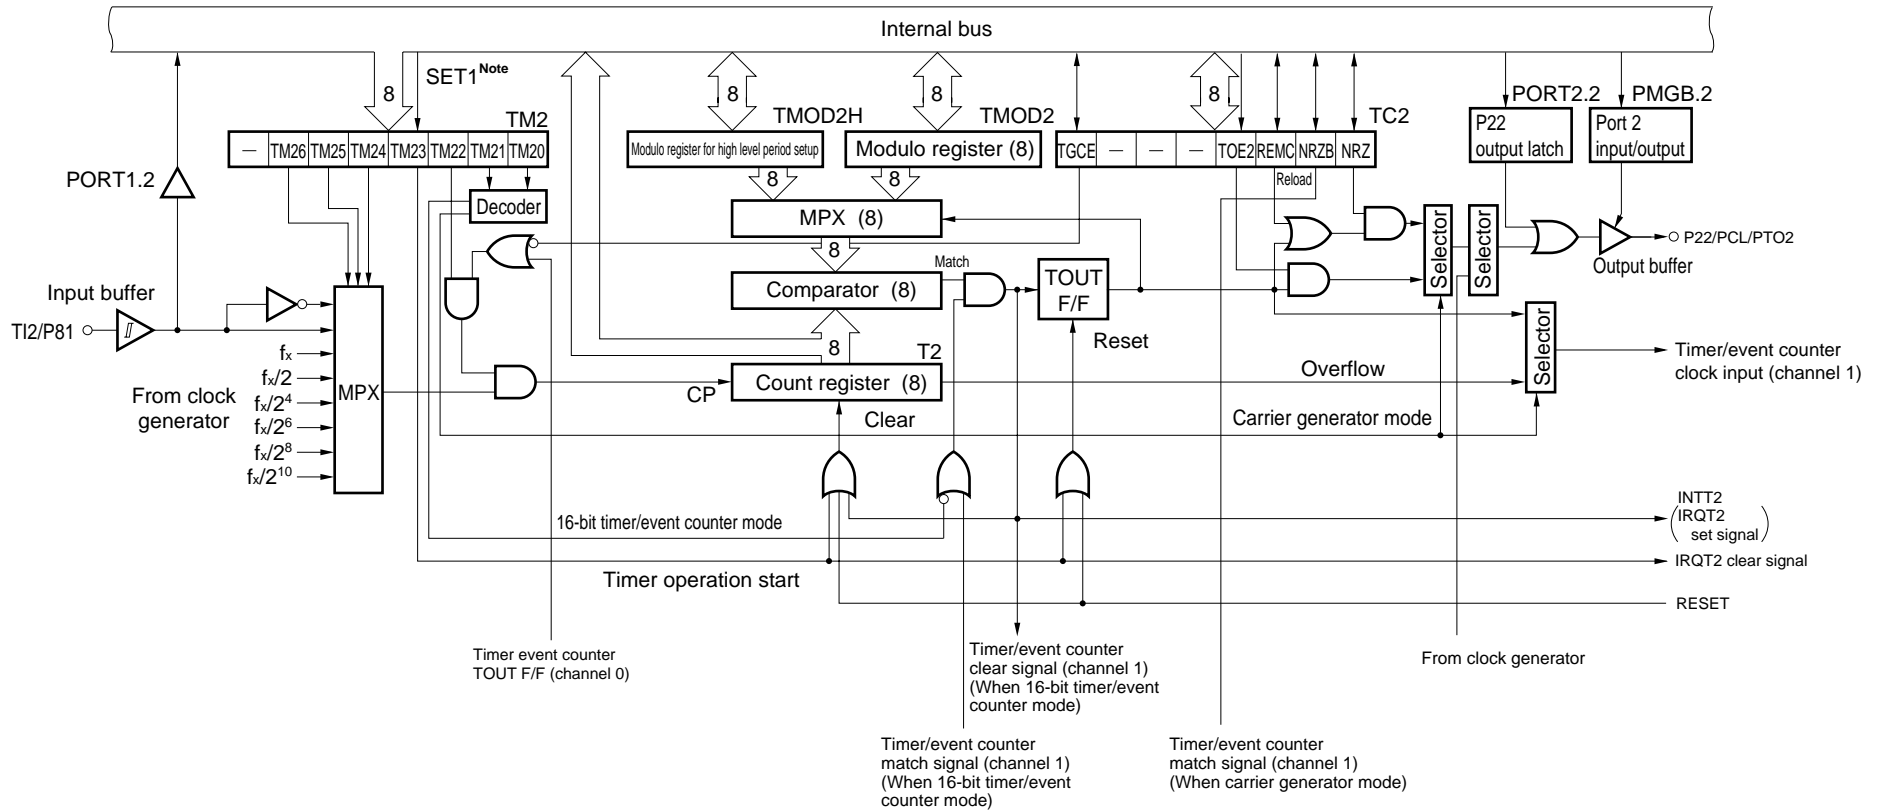 Internal bus
SET1Note
8
8
8
8
TM2
TMOD2H
TMOD2
TC2
PORT2.2
PMGB.2
— TM26 TM25 TM24 TM23 TM22 TM21 TM20
Modulo register for high level period setup
Modulo register (8)
TGCE — — — TOE2 REMC NRZB NRZ
P22
output latch
Port 2
input/output
PORT1.2
Decoder
8
8
Reload
MPX (8)
8
Selector
Selector
P22/PCL/PTO2
Output buffer
Match
Comparator (8)
TOUT
F/F
Input buffer
TI2/P81
8
T2
Reset
Selector
Timer/event counter
clock input (channel 1)
fx
fx/2
fx/2⁴
fx/2⁶
fx/2⁸
fx/2¹⁰
From clock
generator
MPX
CP
Count register (8)
Overflow
Clear
Carrier generator mode
16-bit timer/event counter mode
INTT2
(IRQT2
set signal)
Timer operation start
IRQT2 clear signal
RESET
Timer event counter
TOUT F/F (channel 0)
Timer/event counter
clear signal (channel 1)
(When 16-bit timer/event
counter mode)
From clock generator
Timer/event counter
match signal (channel 1)
(When 16-bit timer/event
counter mode)
Timer/event counter
match signal (channel 1)
(When carrier generator mode)